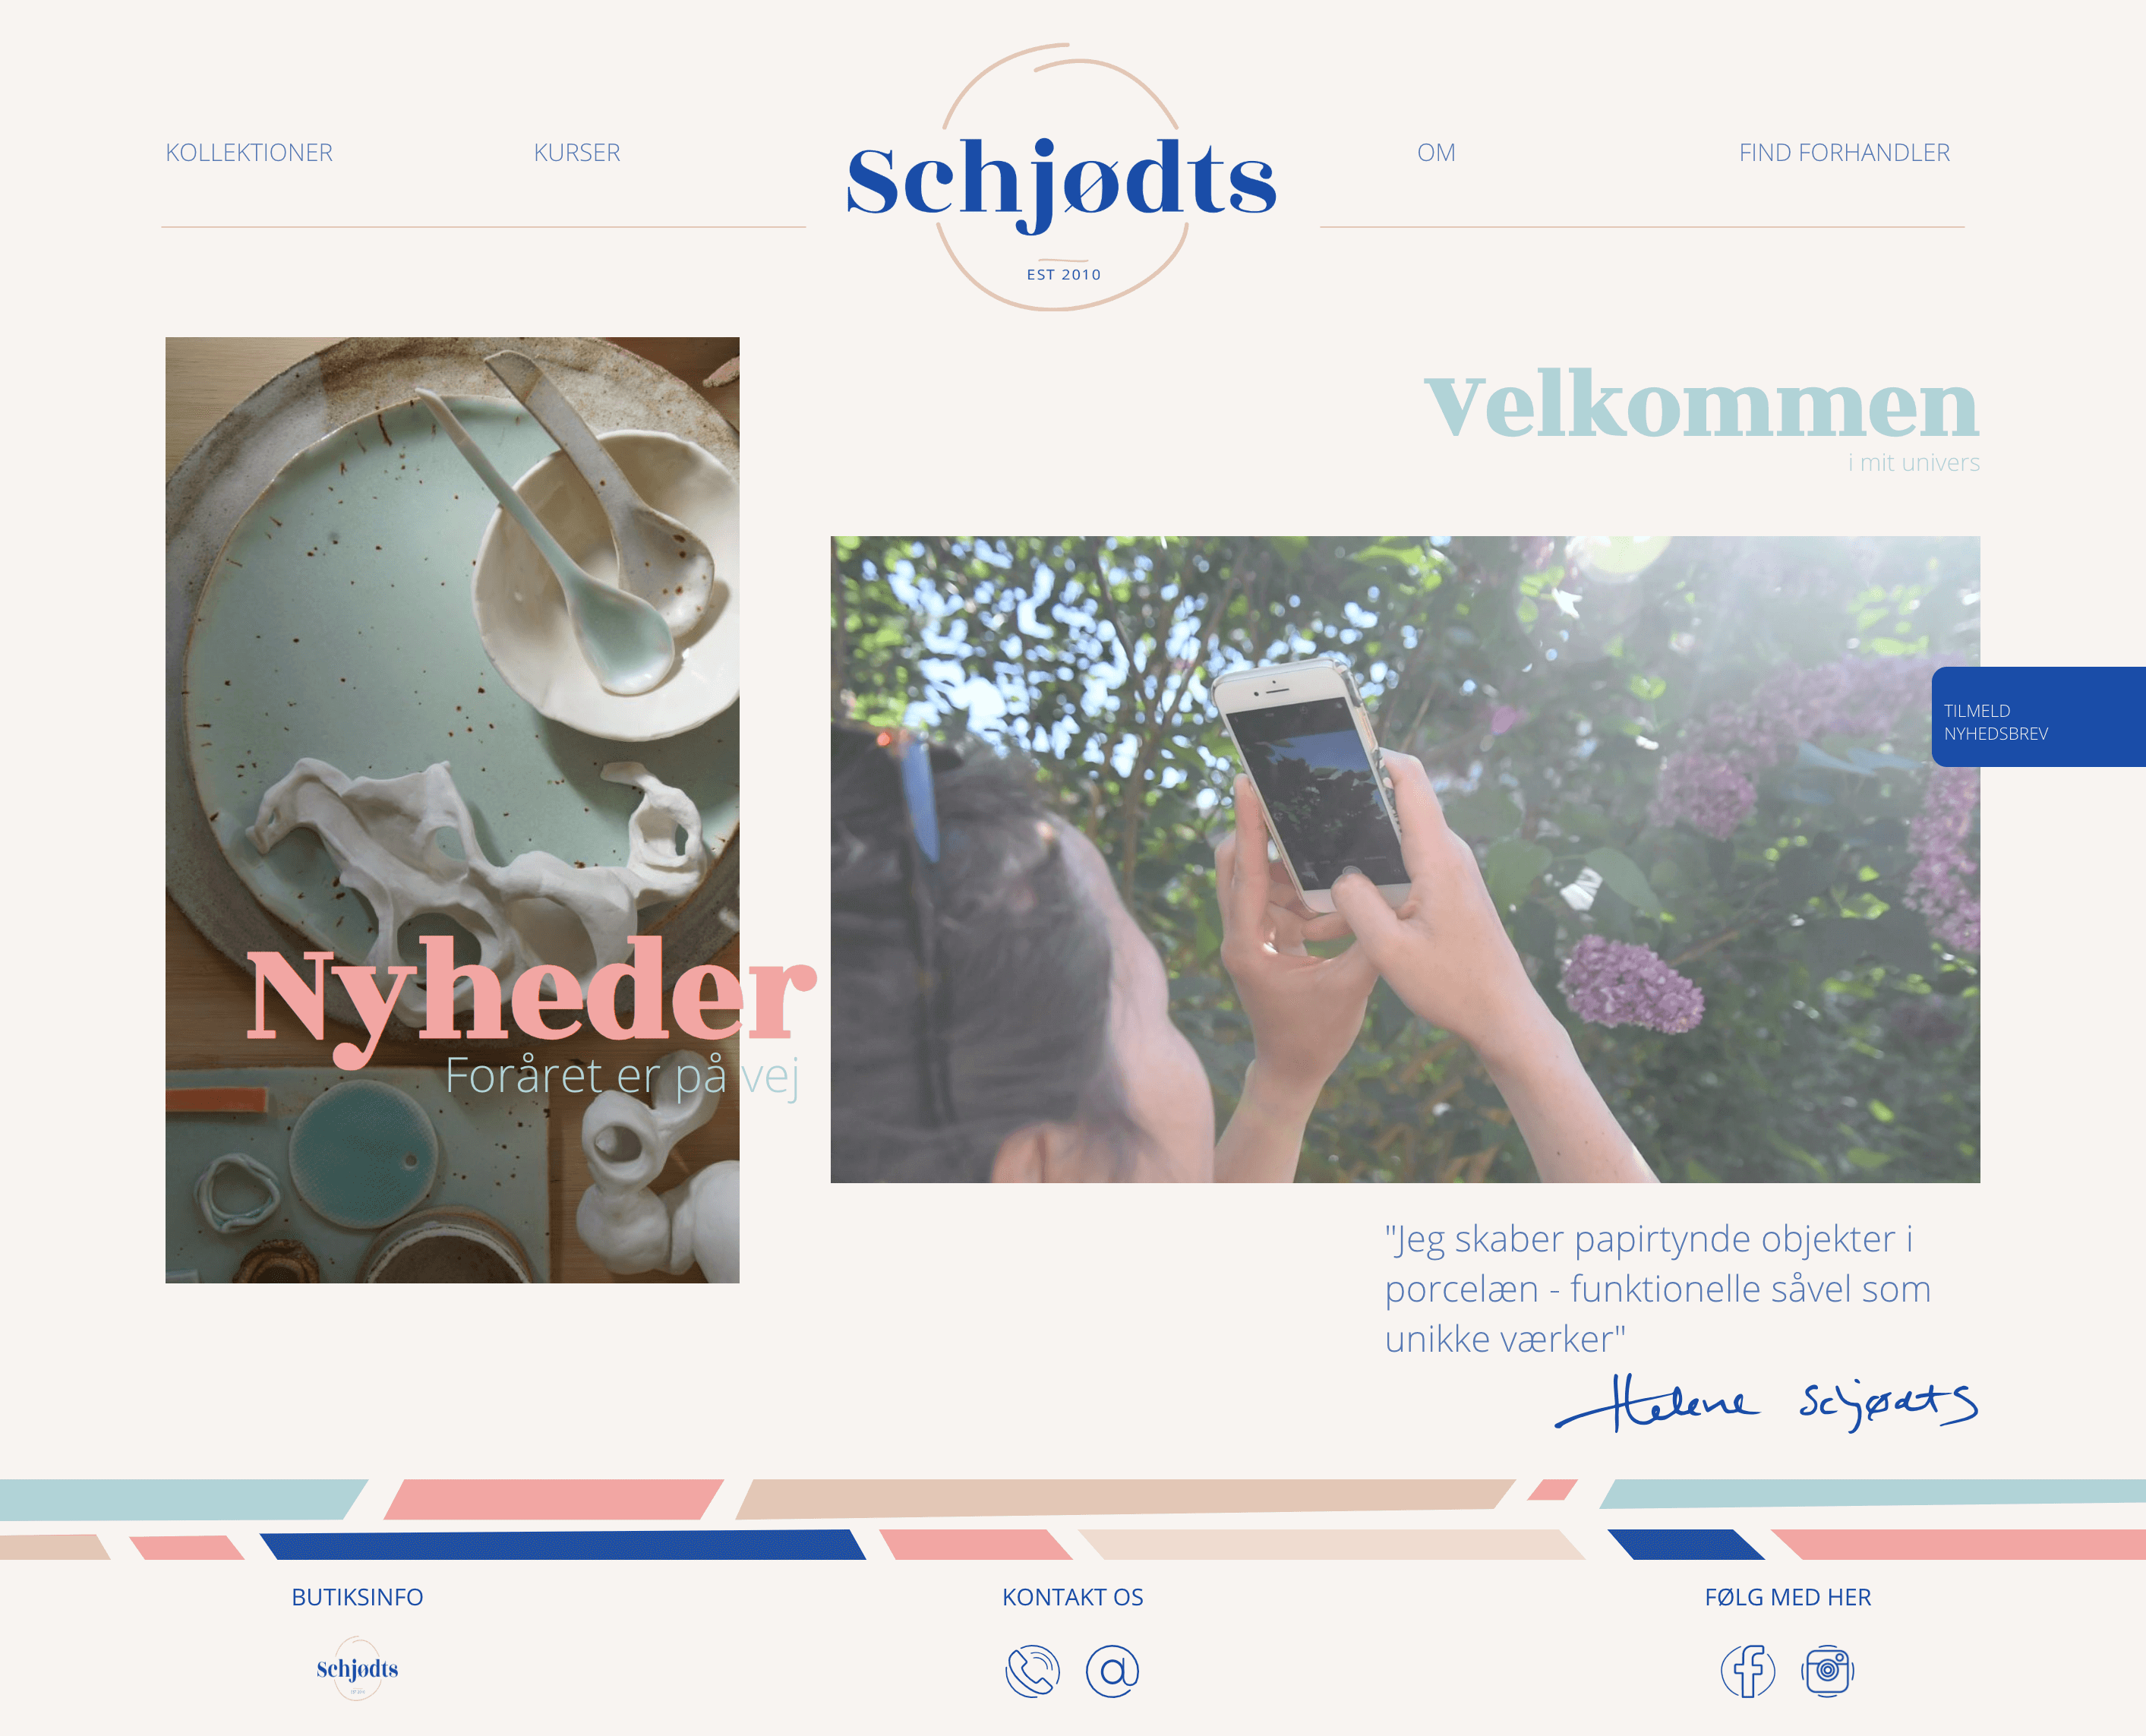 KOLLEKTIONER
KURSER
Schjødts
EST 2010
OM
FIND FORHANDLER
Velkommen
i mit univers
TILMELD
NYHEDSBREV
Nyheder
Foråret er på vej
"Jeg skaber papirtynde objekter i
porcelæn - funktionelle såvel som
unikke værker"
Helene Schjødts
BUTIKSINFO
KONTAKT OS
FØLG MED HER
Schjødts